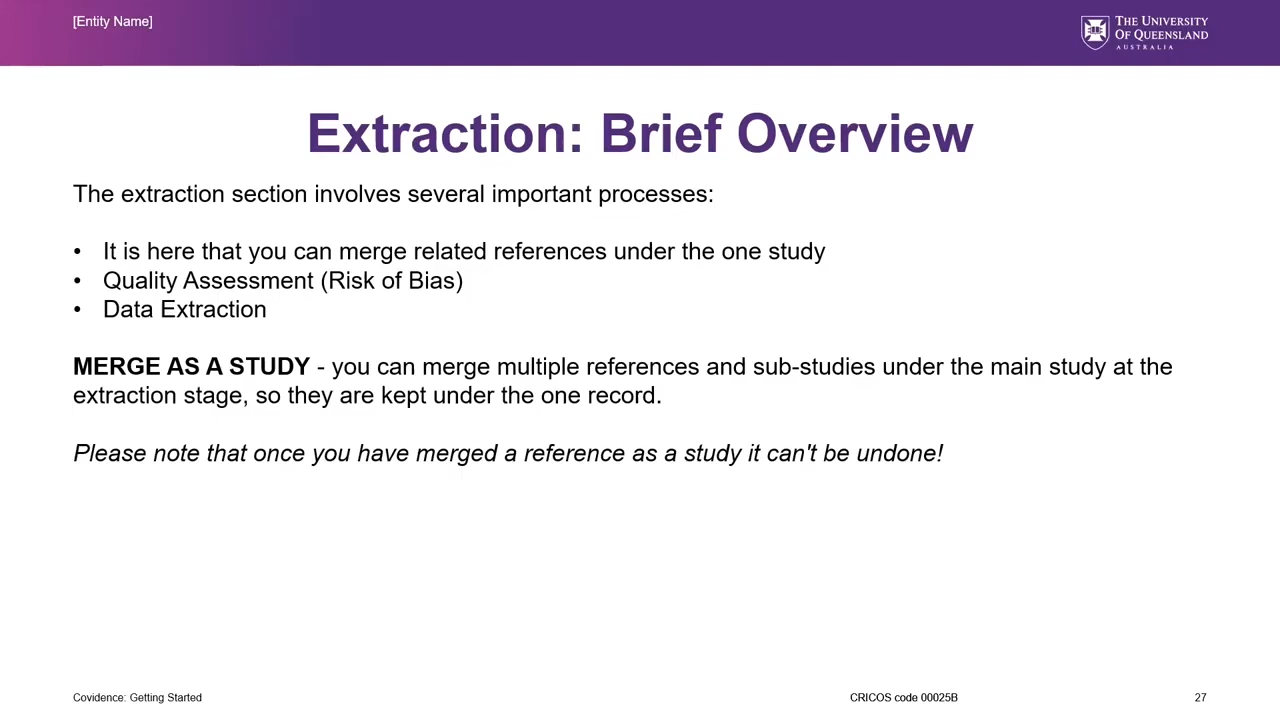 [Entity Name]
THE UNIVERSITY
OF QUEENSLAND
AUSTRALIA
Extraction: Brief Overview
The extraction section involves several important processes:
• It is here that you can merge related references under the one study
• Quality Assessment (Risk of Bias)
• Data Extraction
MERGE AS A STUDY - you can merge multiple references and sub-studies under the main study at the
extraction stage, so they are kept under the one record.
Please note that once you have merged a reference as a study it can't be undone!
Covidence: Getting Started
CRICOS code 00025B
27